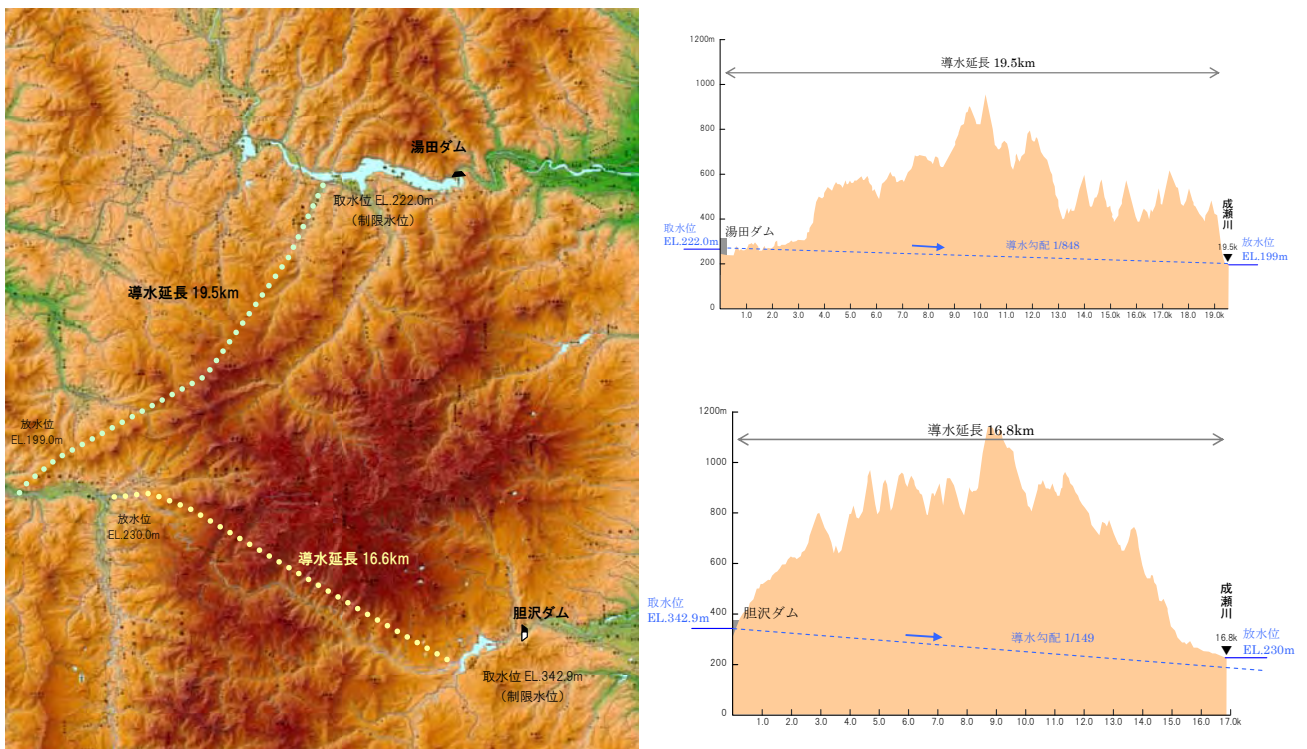 湯田ダム
取水位 EL.222.0m
（制限水位）
導水延長 19.5km
放水位
EL.199.0m
放水位
EL.230.0m
導水延長 16.6km
胆沢ダム
取水位 EL.342.9m
（制限水位）
1200m
1000
800
600
400
200
0
導水延長 19.5km
取水位
EL.222.0m
湯田ダム
導水勾配 1/848
成瀬川
19.5k
放水位
EL.199m
1.0 2.0 3.0 4.0 5.0 6.0 7.0 8.0 9.0 10.0 11.0 12.0 13.0 14.0 15.0 16.0 17.0 18.0 19.0k
1200m
1000
800
600
400
200
0
導水延長 16.8km
取水位
EL.342.9m
胆沢ダム
導水勾配 1/149
成瀬川
16.8k
放水位
EL.230m
1.0 2.0 3.0 4.0 5.0 6.0 7.0 8.0 9.0 10.0 11.0 12.0 13.0 14.0 15.0 16.0 17.0k